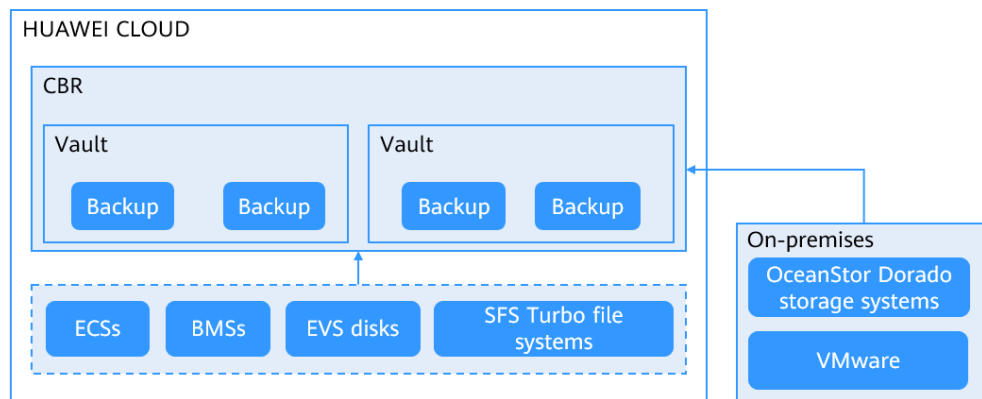 HUAWEI CLOUD
CBR
Vault
Backup
Backup
Vault
Backup
Backup
ECSs
BMSs
EVS disks
SFS Turbo file
systems
On-premises
OceanStor Dorado
storage systems
VMware